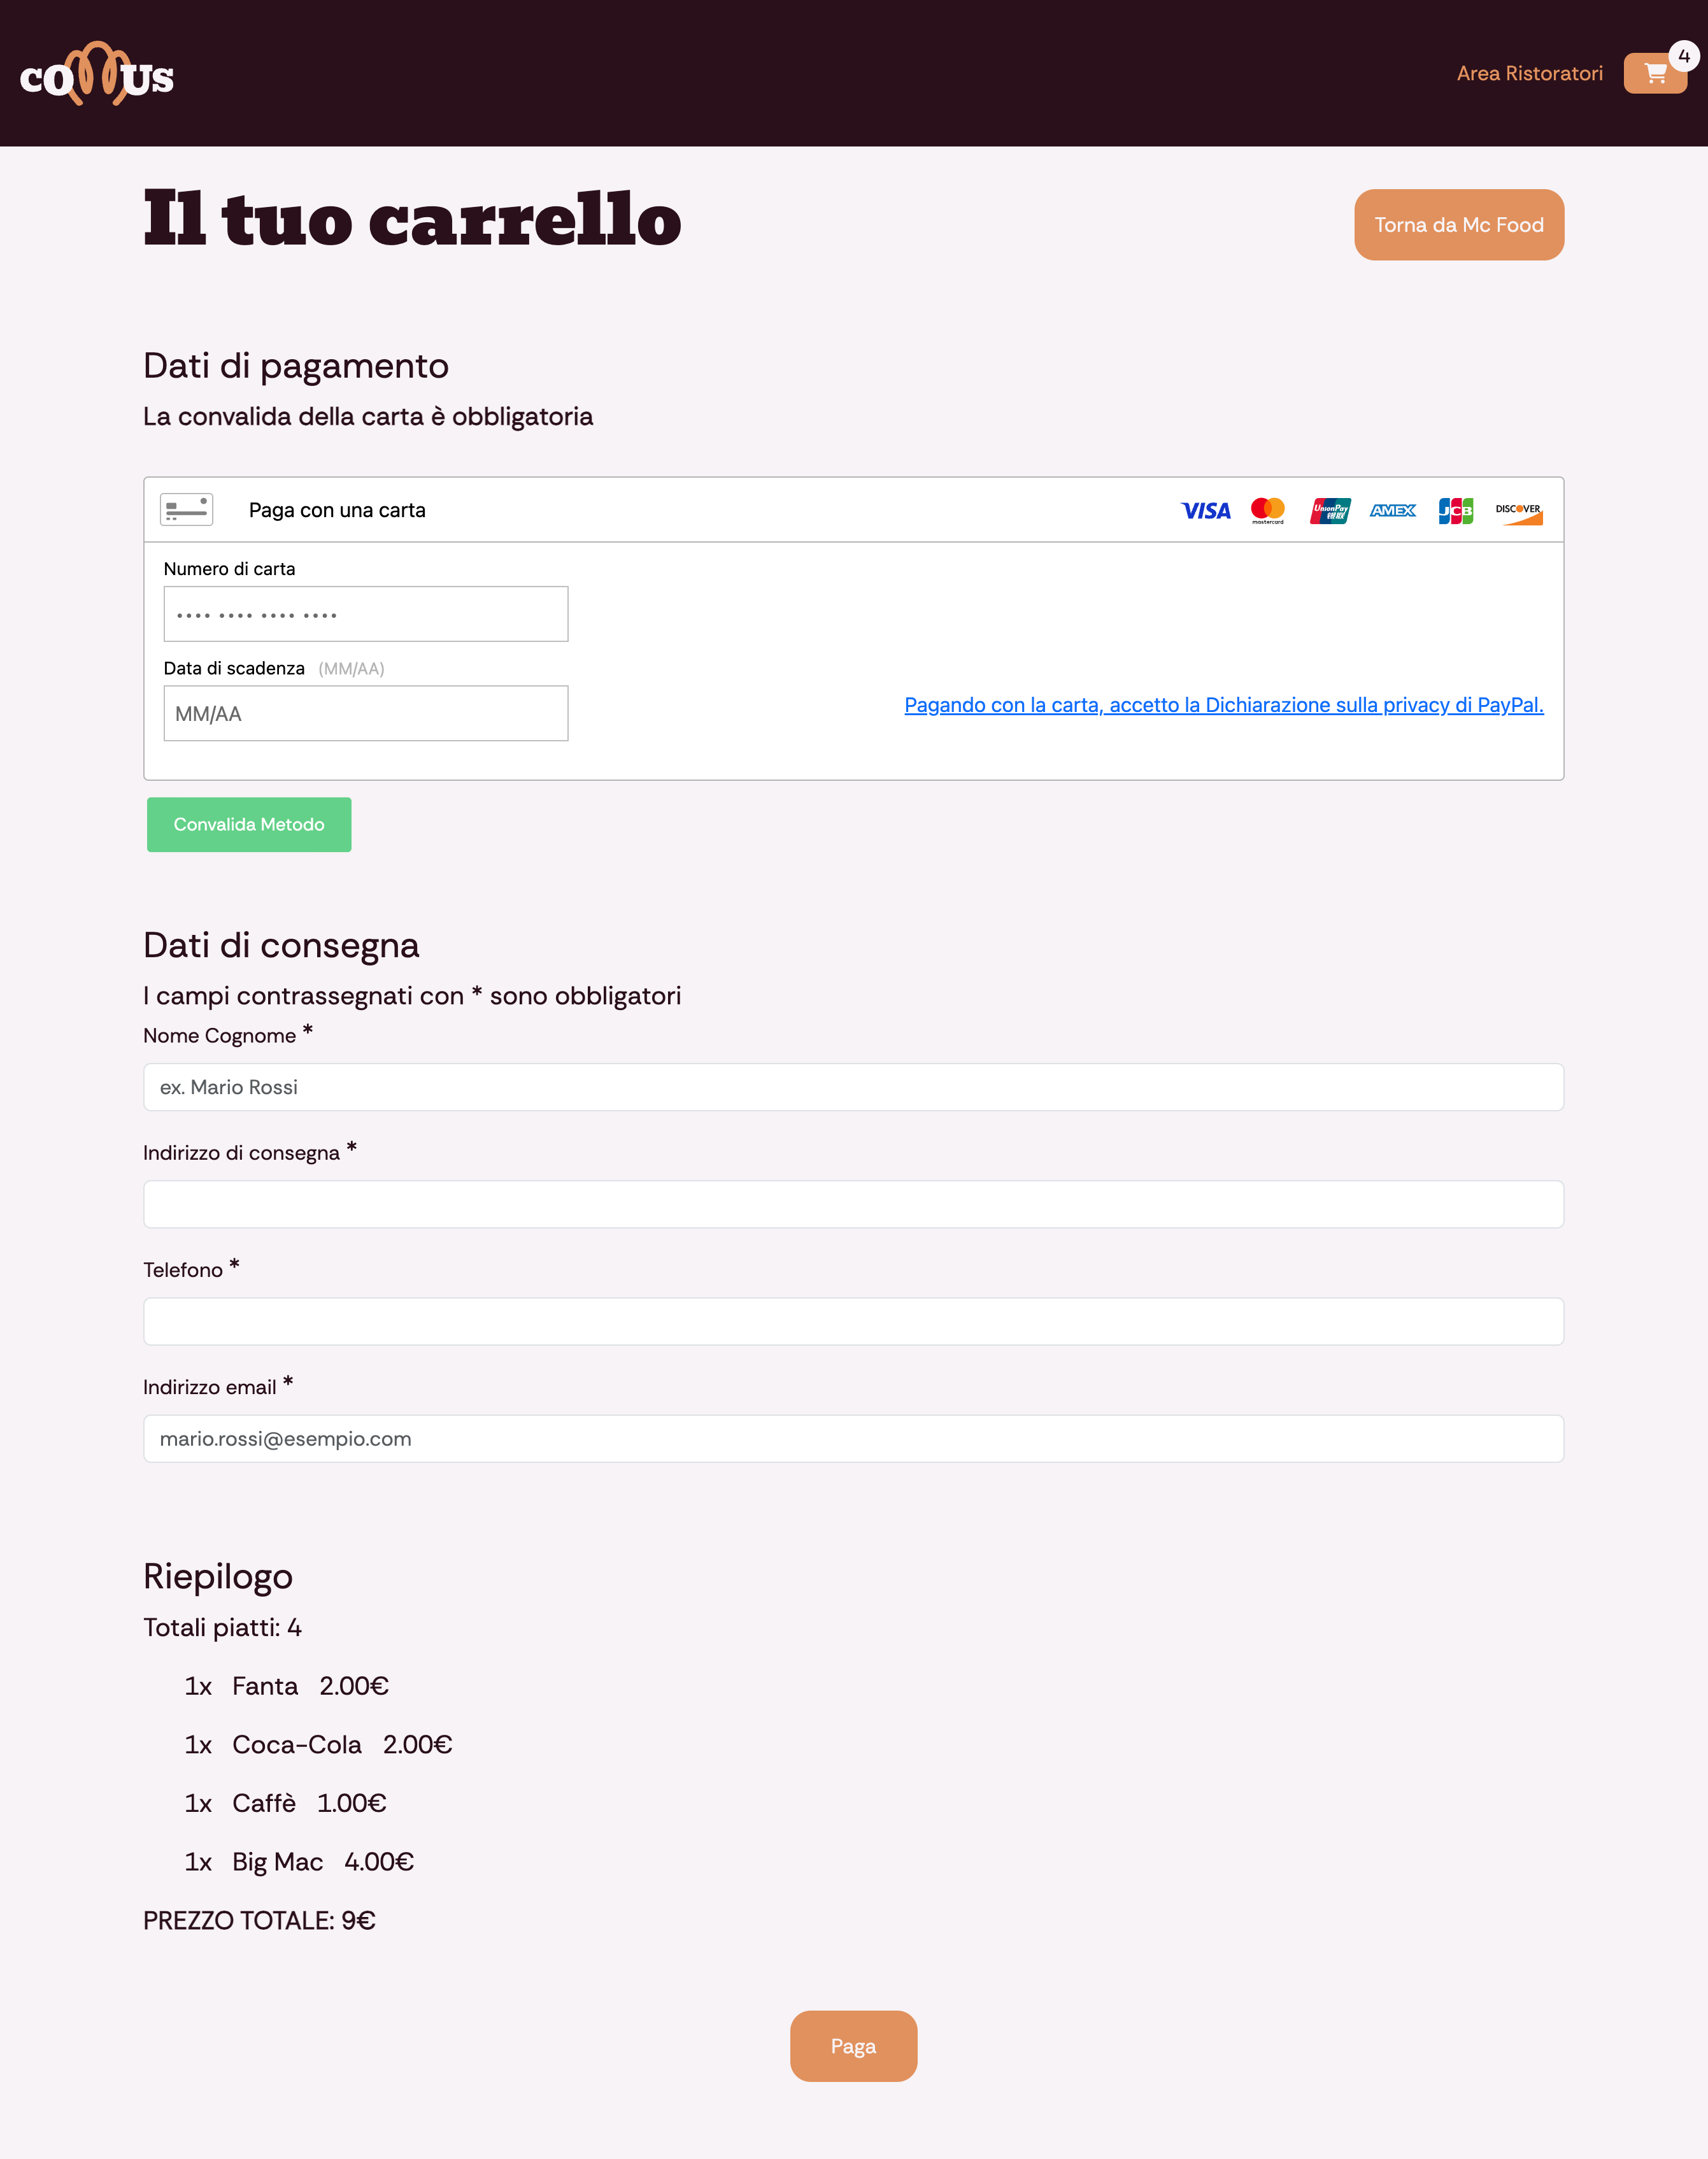 COMUS
Area Ristoratori
4
Il tuo carrello
Torna da Mc Food
Dati di pagamento
La convalida della carta è obbligatoria
Paga con una carta
VISA
mastercard
UnionPay
银联
AMEX
JCB
DISCOVER
Numero di carta
•••• •••• •••• ••••
Data di scadenza (MM/AA)
MM/AA
Pagando con la carta, accetto la Dichiarazione sulla privacy di PayPal.
Convalida Metodo
Dati di consegna
I campi contrassegnati con * sono obbligatori
Nome Cognome *
ex. Mario Rossi
Indirizzo di consegna *
Telefono *
Indirizzo email *
mario.rossi@esempio.com
Riepilogo
Totali piatti: 4
1x Fanta 2.00€
1x Coca-Cola 2.00€
1x Caffè 1.00€
1x Big Mac 4.00€
PREZZO TOTALE: 9€
Paga